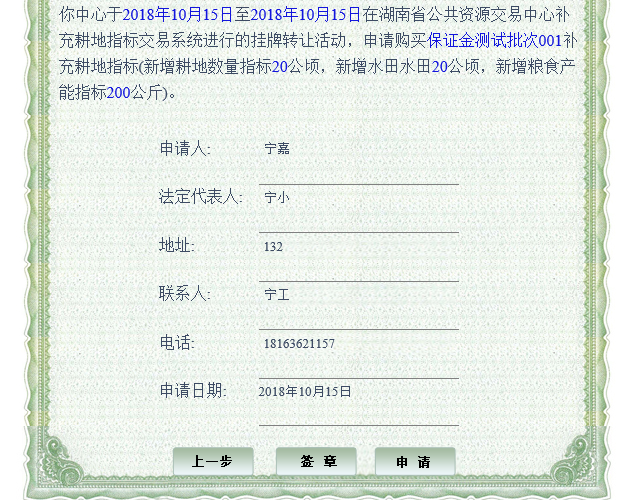 你中心于2018年10月15日至2018年10月15日在湖南省公共资源交易中心补
充耕地指标交易系统进行的挂牌转让活动，申请购买保证金测试批次001补
充耕地指标(新增耕地数量指标20公顷，新增水田水田20公顷，新增粮食产
能指标200公斤)。
申请人: 宁嘉
法定代表人: 宁小
地址: 132
联系人: 宁工
电话: 18163621157
申请日期: 2018年10月15日
上一步 签 章 申 请